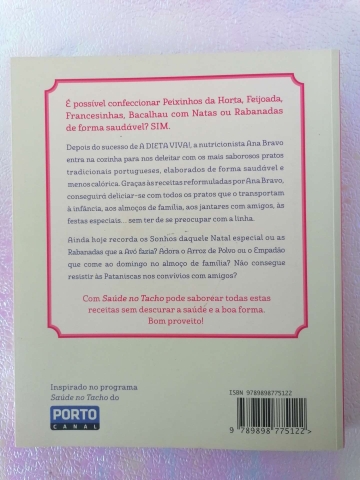 É possível confeccionar Peixinhos da Horta, Feijoada,
Francesinhas, Bacalhau com Natas ou Rabanadas
de forma saudável? SIM.
Depois do sucesso de A DIETA VIVA!, a nutricionista Ana Bravo
entra na cozinha para nos deleitar com os mais saborosos pratos
tradicionais portugueses, elaborados de forma saudável e
menos calórica. Graças às receitas reformuladas por Ana Bravo,
conseguirá deliciar-se com todos os pratos que o transportam
à infância, aos almoços de família, aos jantares com amigos, às
festas especiais... sem ter de se preocupar com a linha.
Ainda hoje recorda os Sonhos daquele Natal especial ou as
Rabanadas que a Avó fazia? Adora o Arroz de Polvo ou o Empadão
que come ao domingo no almoço de família? Não consegue
resistir às Pataniscas nos convívios com amigos?
Com Saúde no Tacho pode saborear todas estas
receitas sem descurar a saúde e a boa forma.
Bom proveito!
Inspirado no programa
Saúde no Tacho do
PORTO
CANAL
ISBN 9789898775122
9 789898 775122 >